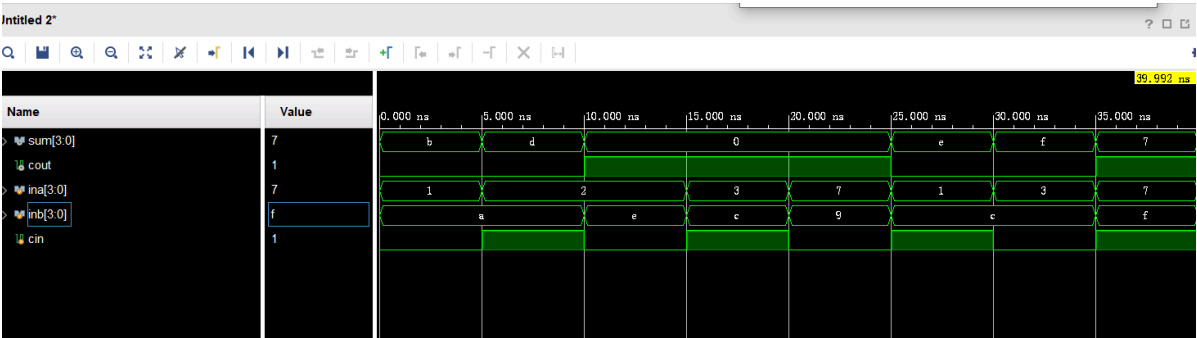 Untitled 2*
?
39.992 ns
Name Value
0.000 ns 5.000 ns 10.000 ns 15.000 ns 20.000 ns 25.000 ns 30.000 ns 35.000 ns
sum[3:0] 7 b d 0 e f 7
cout 1
ina[3:0] 7 1 2 3 7 1 3 7
inb[3:0] f a e c 9 c f
cin 1